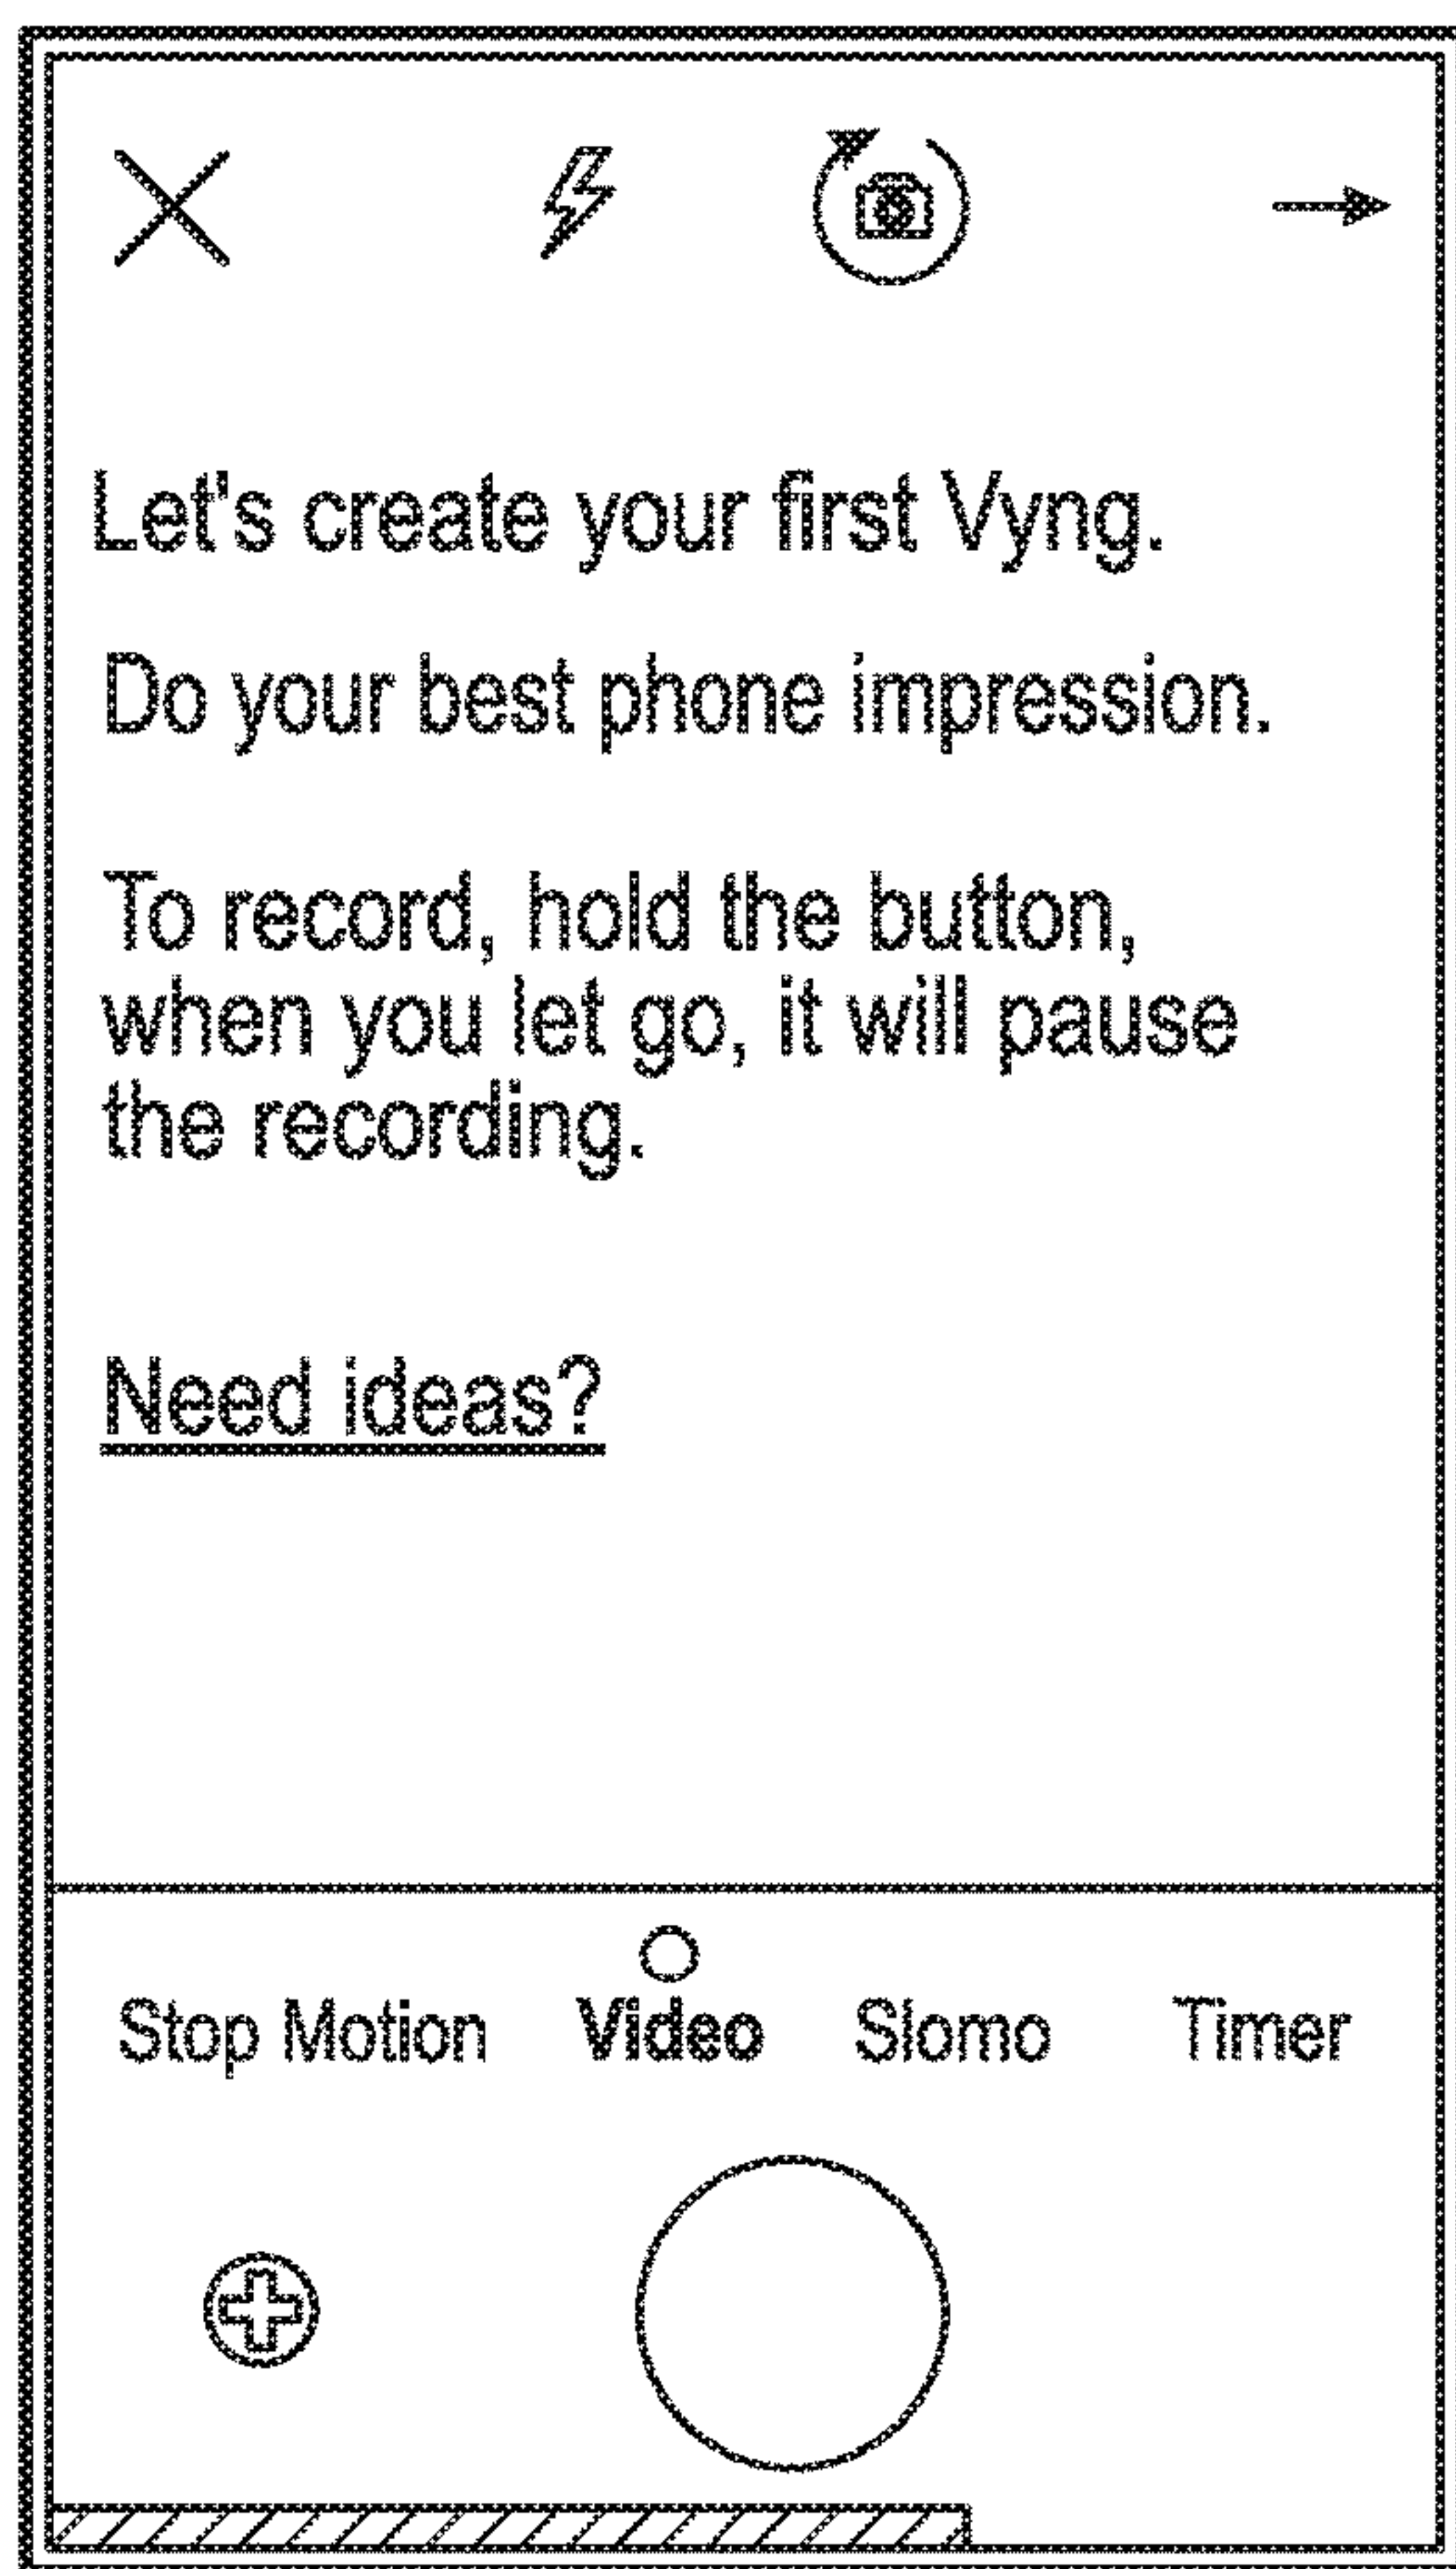 Let's create your first Vyng.
Do your best phone impression.
To record, hold the button,
when you let go, it will pause
the recording.
Need ideas?
Stop Motion Video Slomo Timer